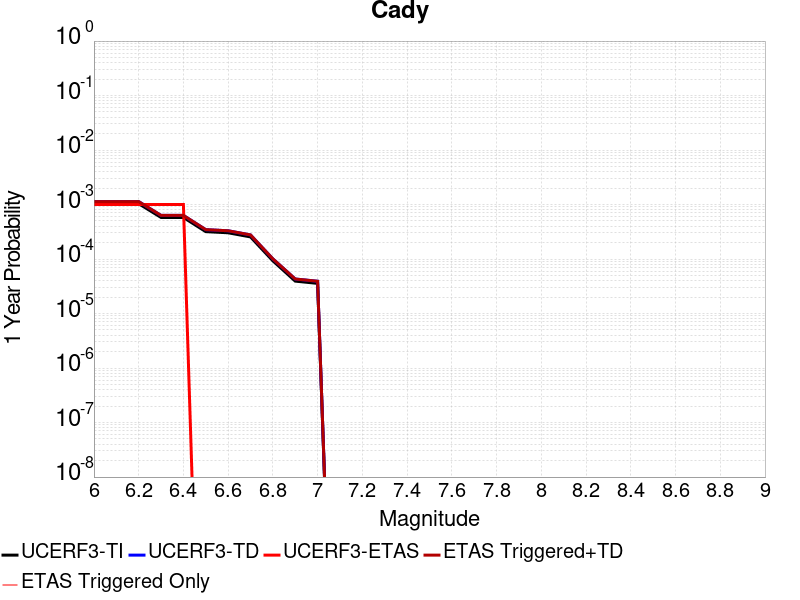 Cady
10^0
10^-1
10^-2
10^-3
10^-4
10^-5
10^-6
10^-7
10^-8
1 Year Probability
6 6.2 6.4 6.6 6.8 7 7.2 7.4 7.6 7.8 8 8.2 8.4 8.6 8.8 9
Magnitude
UCERF3-TI UCERF3-TD UCERF3-ETAS ETAS Triggered+TD
ETAS Triggered Only